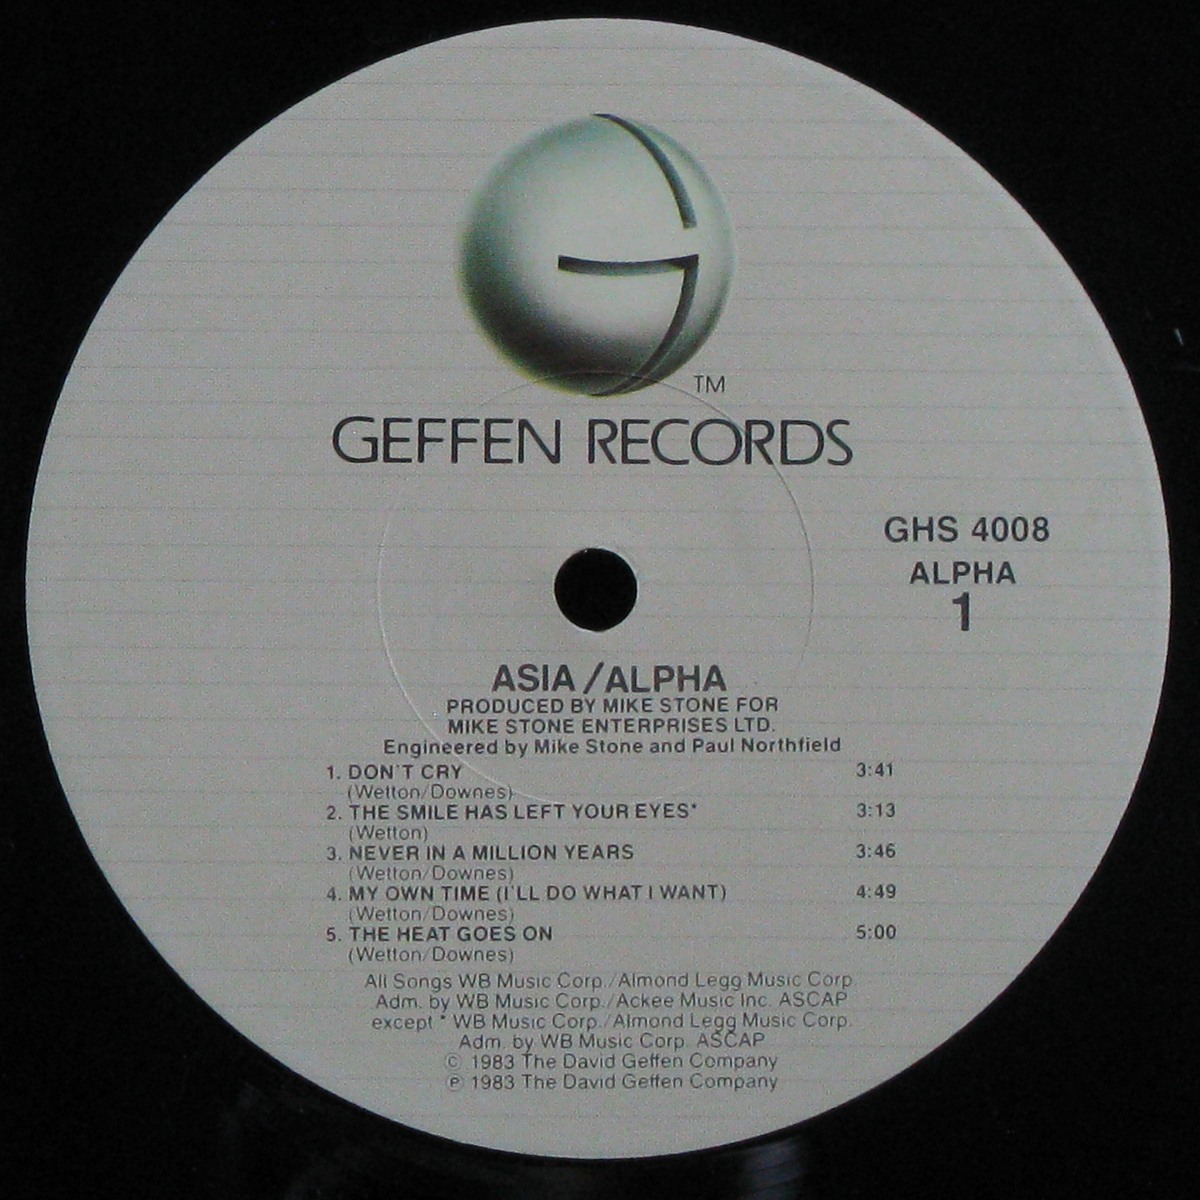 TM
GEFFEN RECORDS
GHS 4008
ALPHA
1
ASIA/ALPHA
PRODUCED BY MIKE STONE FOR
MIKE STONE ENTERPRISES LTD.
Engineered by Mike Stone and Paul Northfield
1. DON'T CRY 3:41
(Wetton/Downes)
2. THE SMILE HAS LEFT YOUR EYES* 3:13
(Wetton)
3. NEVER IN A MILLION YEARS 3:46
(Wetton/Downes)
4. MY OWN TIME (I'LL DO WHAT I WANT) 4:49
(Wetton/Downes)
5. THE HEAT GOES ON 5:00
(Wetton/Downes)
All Songs WB Music Corp./Almond Legg Music Corp.
Adm. by WB Music Corp./Ackee Music Inc. ASCAP
except * WB Music Corp./Almond Legg Music Corp.
Adm. by WB Music Corp. ASCAP
© 1983 The David Geffen Company
℗ 1983 The David Geffen Company